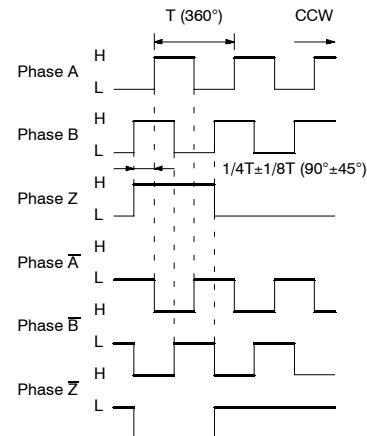 T (360°) CCW
H
Phase A
L
H
Phase B
L
1/4T±1/8T (90°±45°)
H
Phase Z
L
H
Phase A̅
L
H
Phase B̅
L
H
Phase Z̅
L